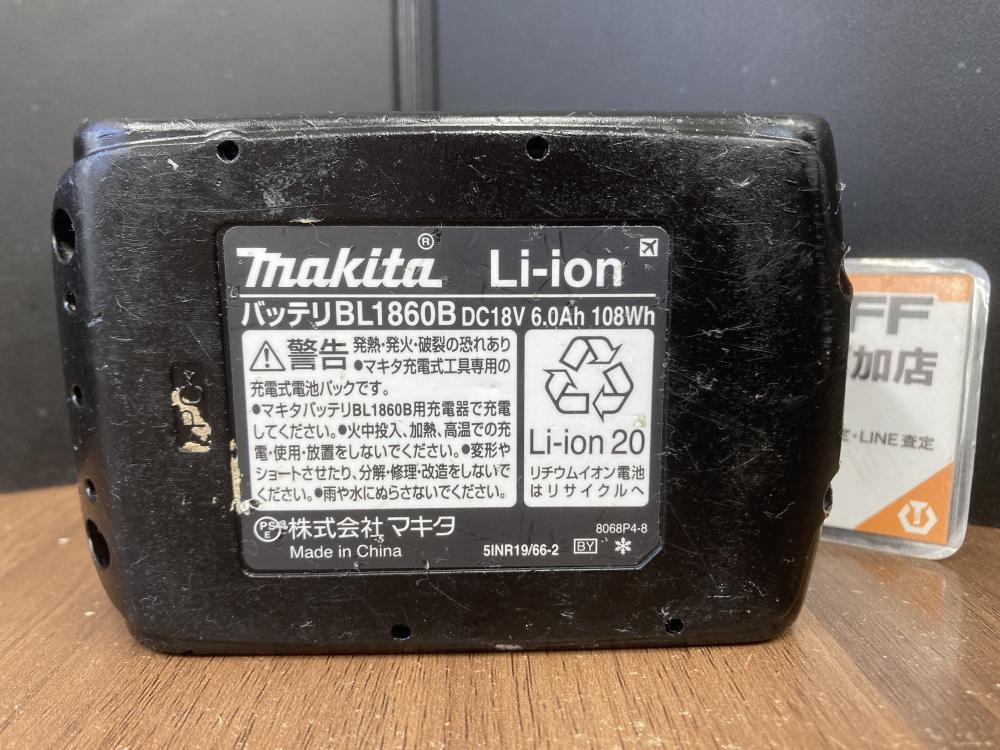 makita® Li-ion
バッテリBL1860B DC18V 6.0Ah 108Wh
警告 発熱・発火・破裂の恐れあり
●マキタ充電式工具専用の
充電式電池パックです。
●マキタバッテリBL1860B用充電器で充電
してください。●火中投入、加熱、高温での充
電・使用・放置をしないでください。●変形や
ショートさせたり、分解・修理・改造をしないで
ください。●雨や水にぬらさないでください。
Li-ion 20
リチウムイオン電池
はリサイクルへ
PS E 株式会社 マキタ
Made in China
8068P4-8
5INR19/66-2 BY
FF
加店
・LINE査定